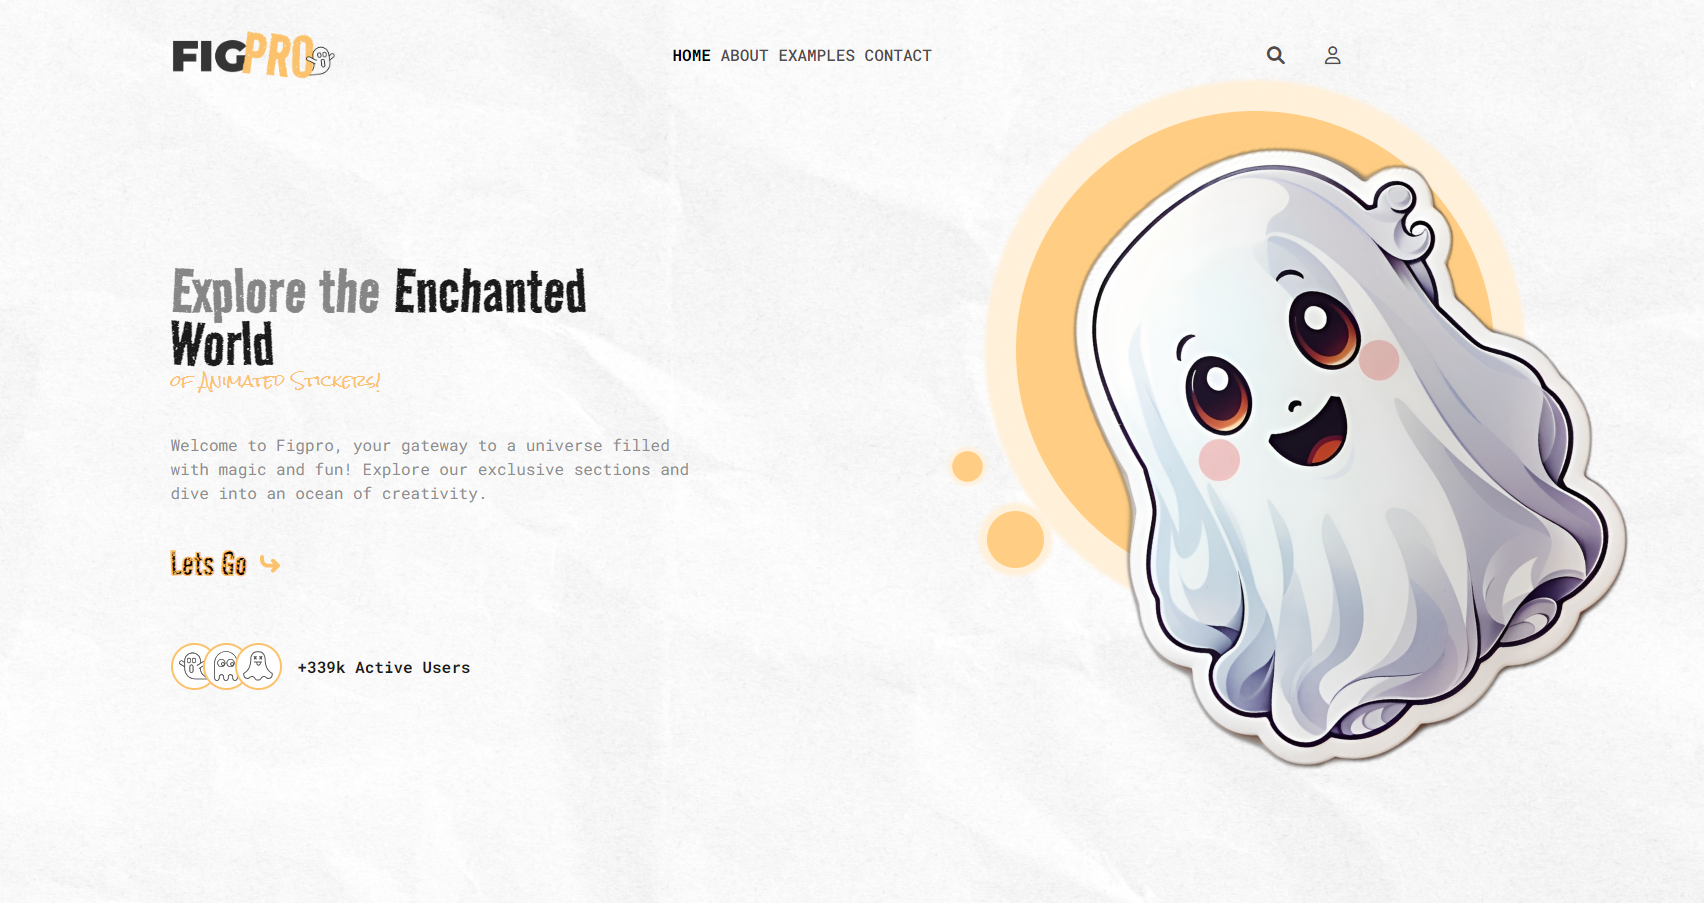 FIGPRO
HOME ABOUT EXAMPLES CONTACT
Explore the Enchanted
World
of Animated Stickers!
Welcome to Figpro, your gateway to a universe filled
with magic and fun! Explore our exclusive sections and
dive into an ocean of creativity.
Lets Go
+339k Active Users